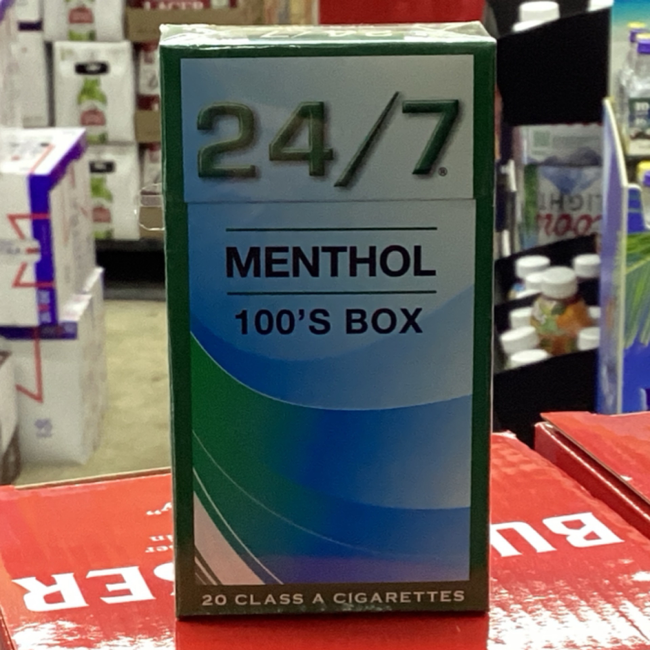 24/7®
MENTHOL
100'S BOX
20 CLASS A CIGARETTES